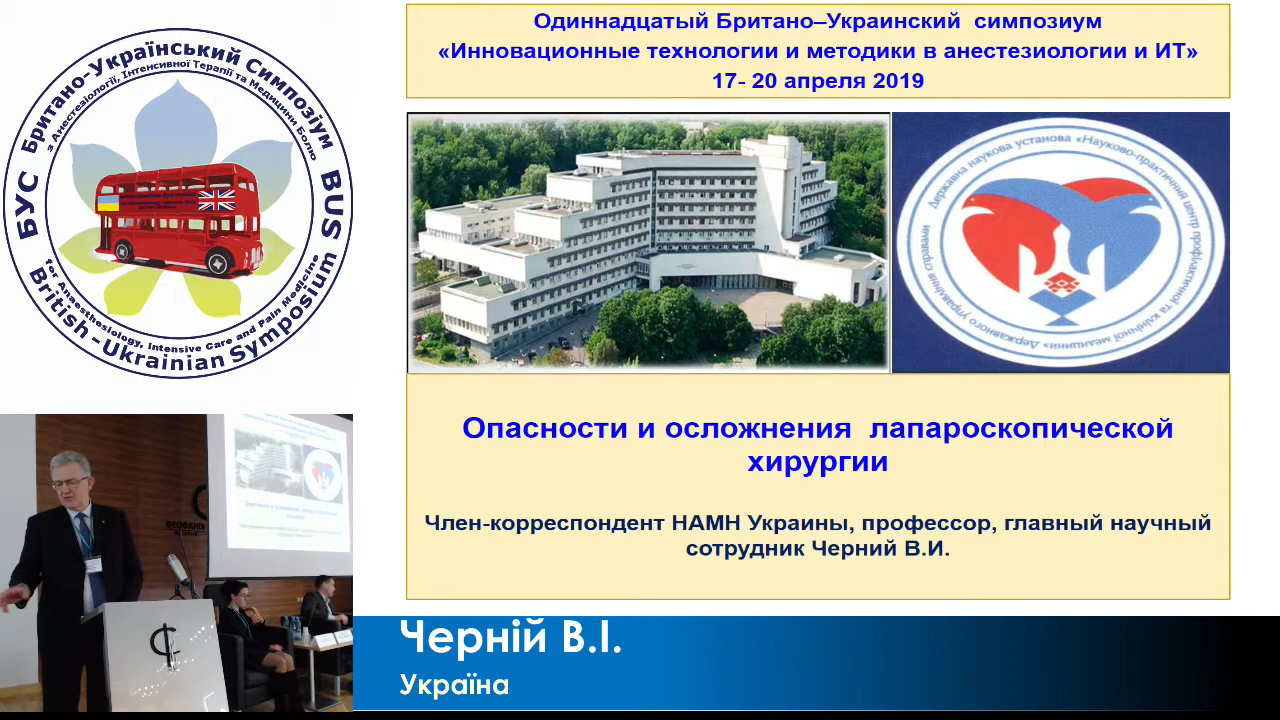 БУС Британо-Український Симпозіум BUS
з Анестезіології, Інтенсивної Терапії та Медицини Болю
for Anaesthesiology, Intensive Care and Pain Medicine
British -Ukrainian Symposium
Одиннадцатый Британо–Украинский симпозиум
«Инновационные технологии и методики в анестезиологии и ИТ»
17- 20 апреля 2019
Державна наукова установа «Науково-практичний центр профілактичної та клінічної медицини» Державного управління справами
Опасности и осложнения лапароскопической
хирургии
Член-корреспондент НАМН Украины, профессор, главный научный
сотрудник Черний В.И.
ФЕОФАНІЯ
Черній В.І.
Україна